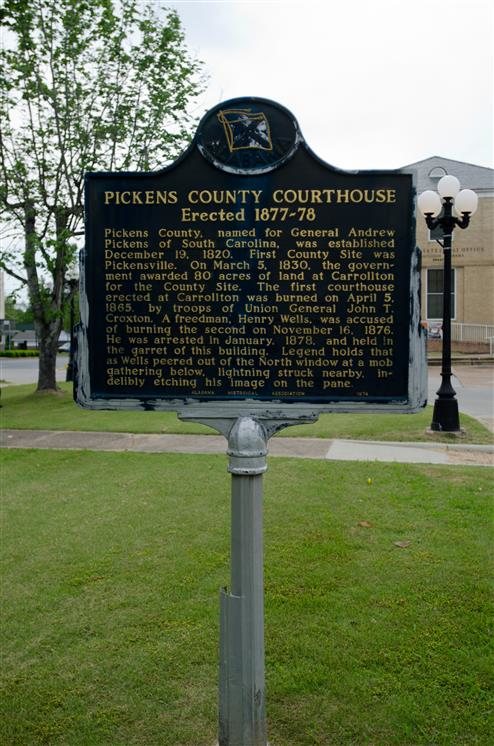 PICKENS COUNTY COURTHOUSE
Erected 1877-78
Pickens County, named for General Andrew
Pickens of South Carolina, was established
December 19, 1820. First County Site was
Pickensville. On March 5, 1830, the govern-
ment awarded 80 acres of land at Carrollton
for the County Site. The first courthouse
erected at Carrollton was burned on April 5,
1865, by troops of Union General John T.
Croxton. A freedman, Henry Wells, was accused
of burning the second on November 16, 1876.
He was arrested in January, 1878, and held in
the garret of this building. Legend holds that
as Wells peered out of the North window at a mob
gathering below, lightning struck nearby, in-
delibly etching his image on the pane.
ALABAMA HISTORICAL ASSOCIATION 1974